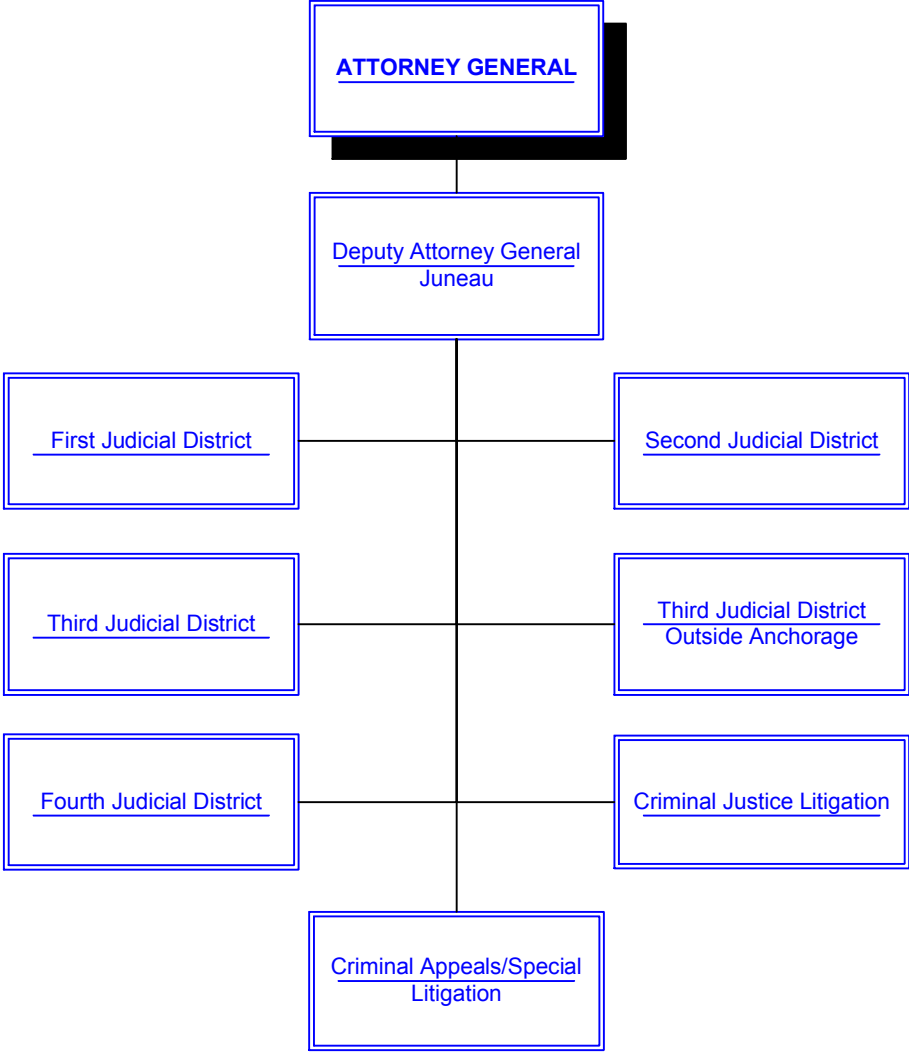 ATTORNEY GENERAL
Deputy Attorney General
Juneau
First Judicial District
Second Judicial District
Third Judicial District
Third Judicial District
Outside Anchorage
Fourth Judicial District
Criminal Justice Litigation
Criminal Appeals/Special
Litigation